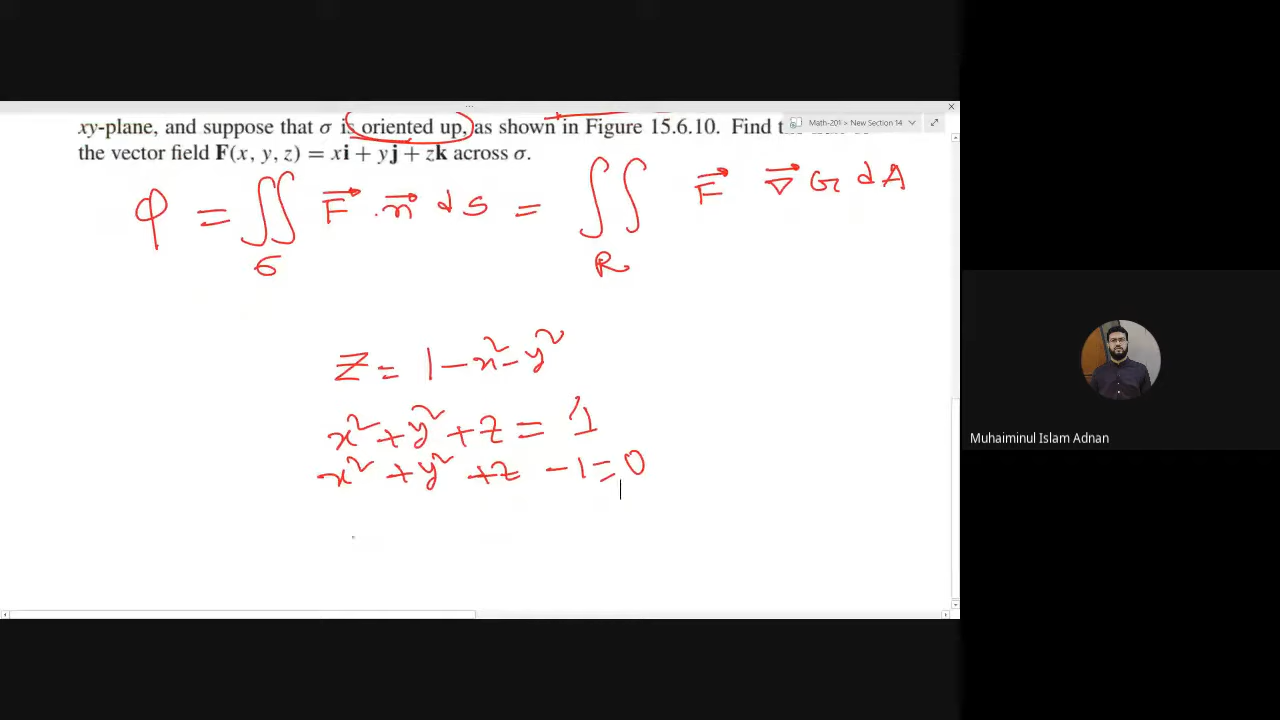 xy-plane, and suppose that σ is oriented up, as shown in Figure 15.6.10. Find
Math-201 > New Section 14
the vector field F(x, y, z) = xi + yj + zk across σ.
φ = ∬_σ F⃗ . n⃗ dS = ∬_R F⃗ ∇⃗ G dA
z = 1 - x² - y²
x² + y² + z = 1
x² + y² + z - 1 = 0
Muhaiminul Islam Adnan